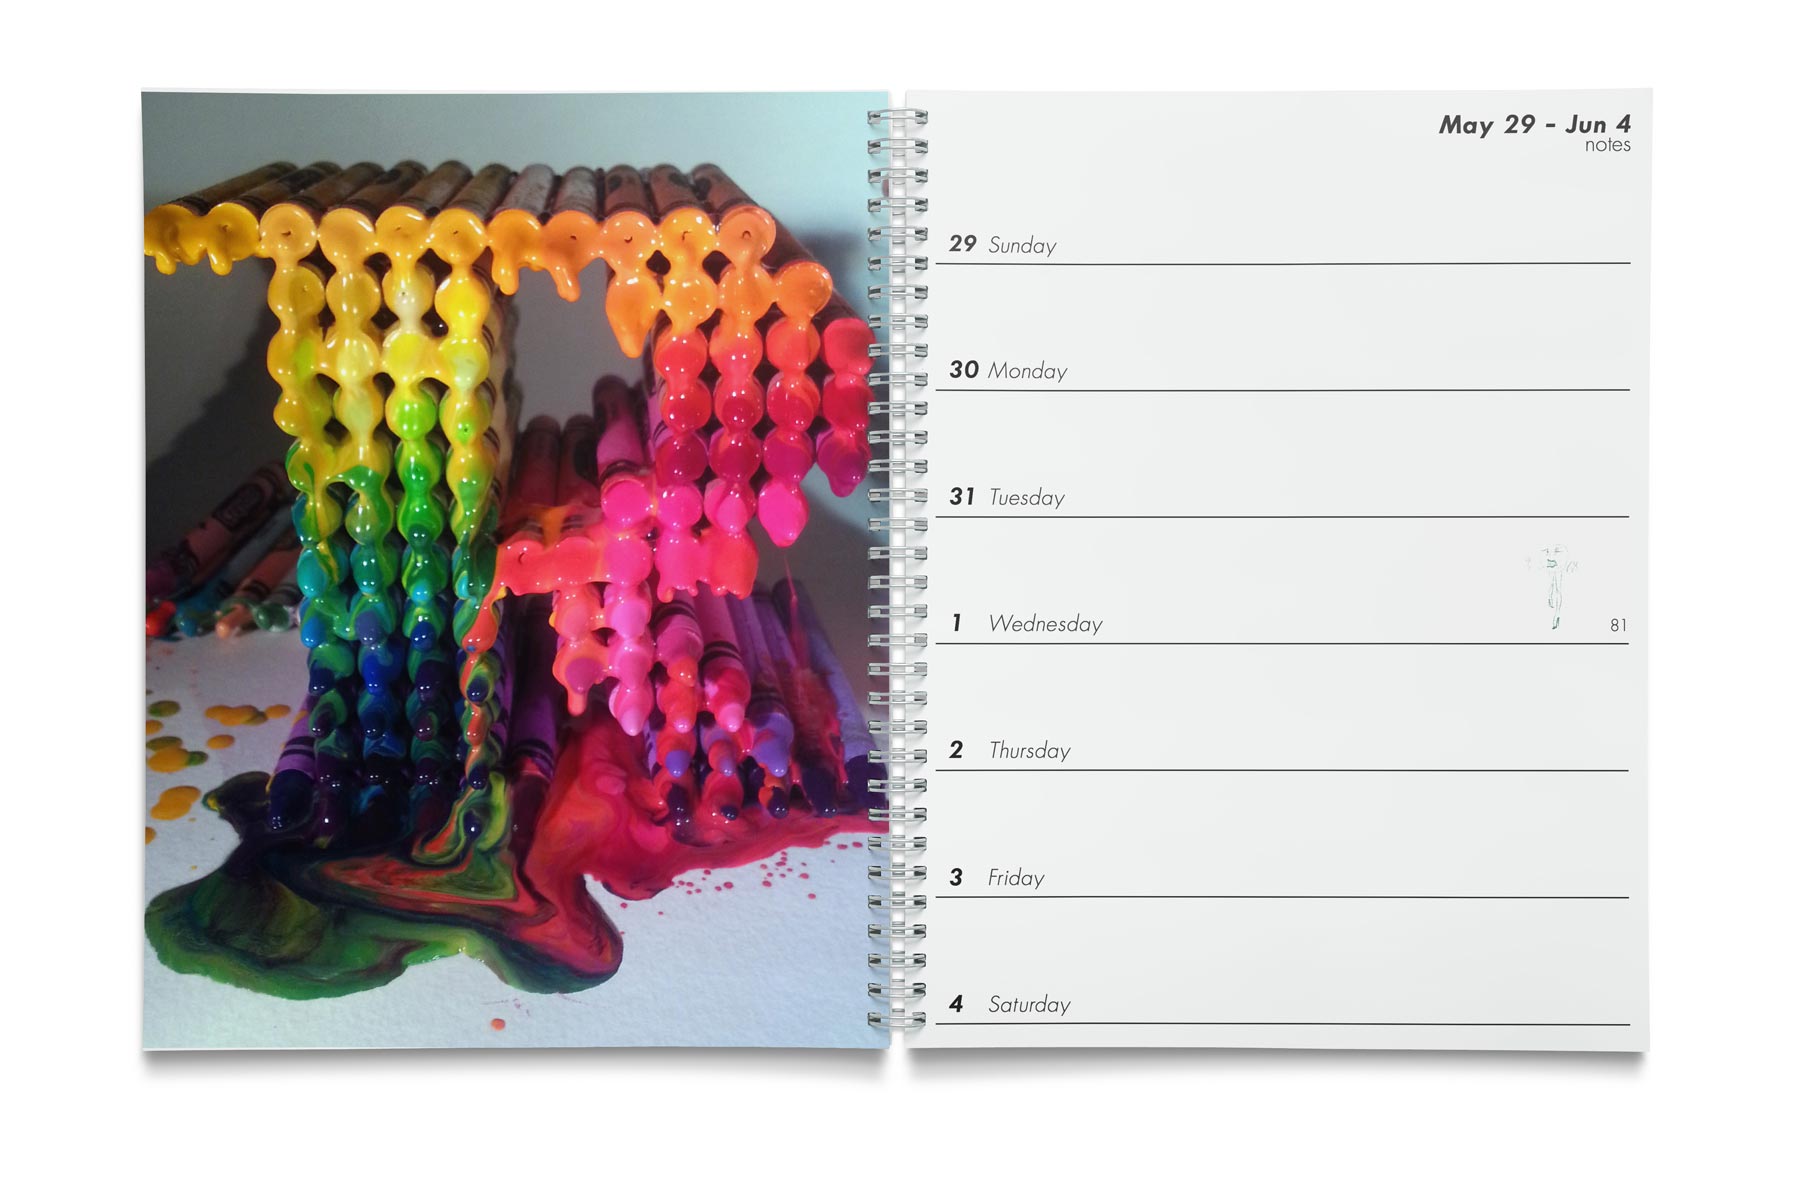 May 29 - Jun 4
notes
29 Sunday
30 Monday
31 Tuesday
1 Wednesday
81
2 Thursday
3 Friday
4 Saturday